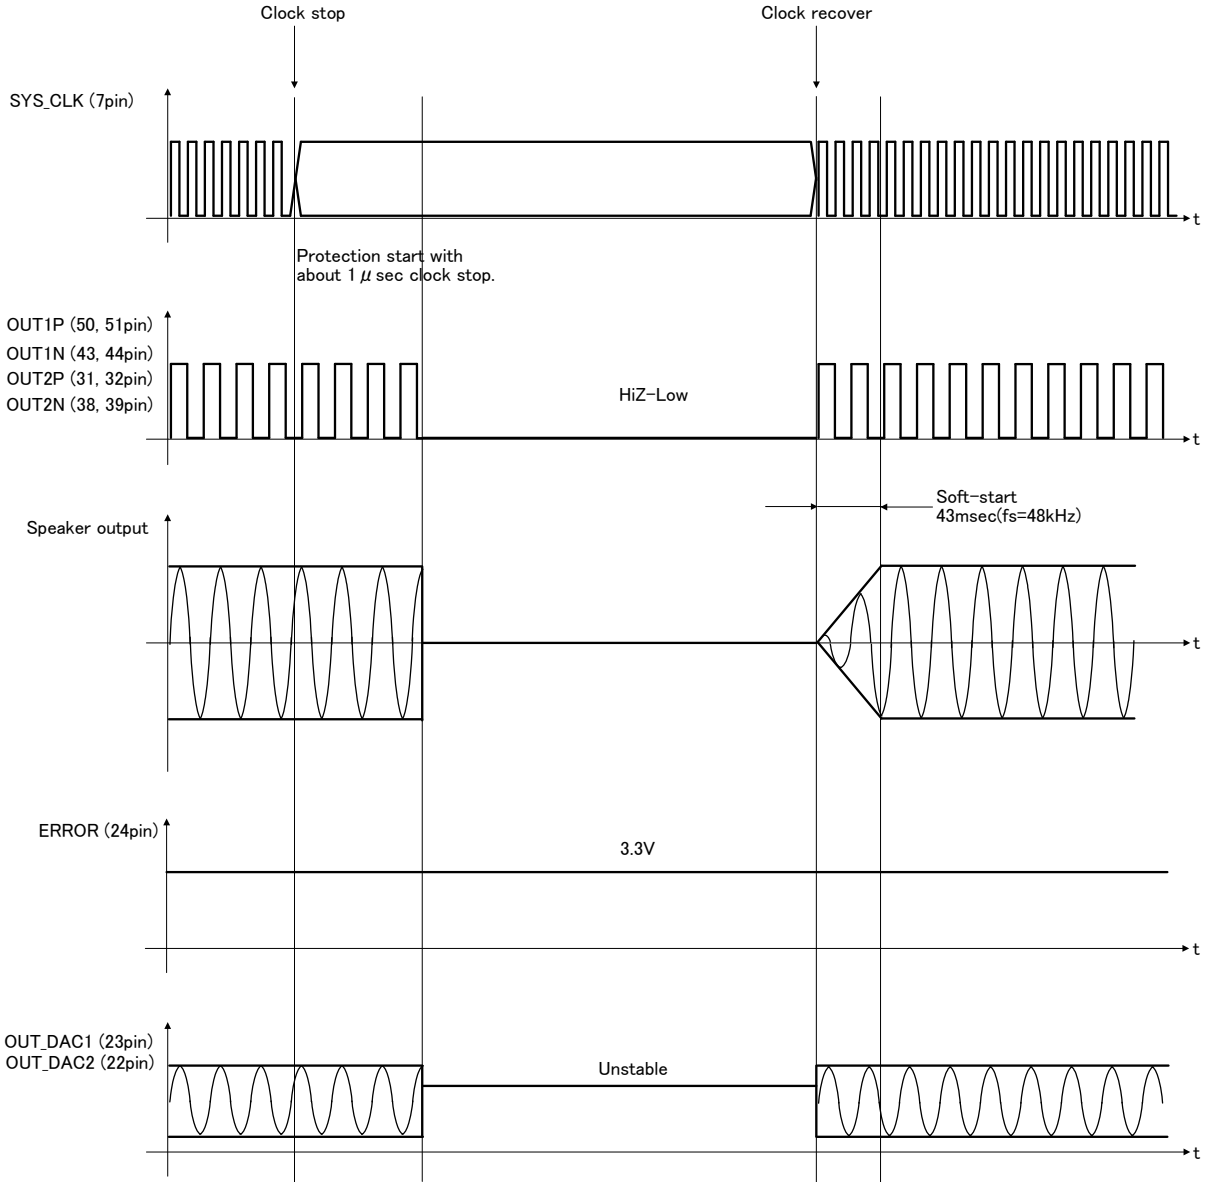 Clock stop
Clock recover
SYS_CLK (7pin)
t
Protection start with
about 1 μ sec clock stop.
OUT1P (50, 51pin)
OUT1N (43, 44pin)
OUT2P (31, 32pin)
OUT2N (38, 39pin)
HiZ-Low
t
Soft-start
43msec(fs=48kHz)
Speaker output
t
ERROR (24pin)
3.3V
t
OUT_DAC1 (23pin)
OUT_DAC2 (22pin)
Unstable
t